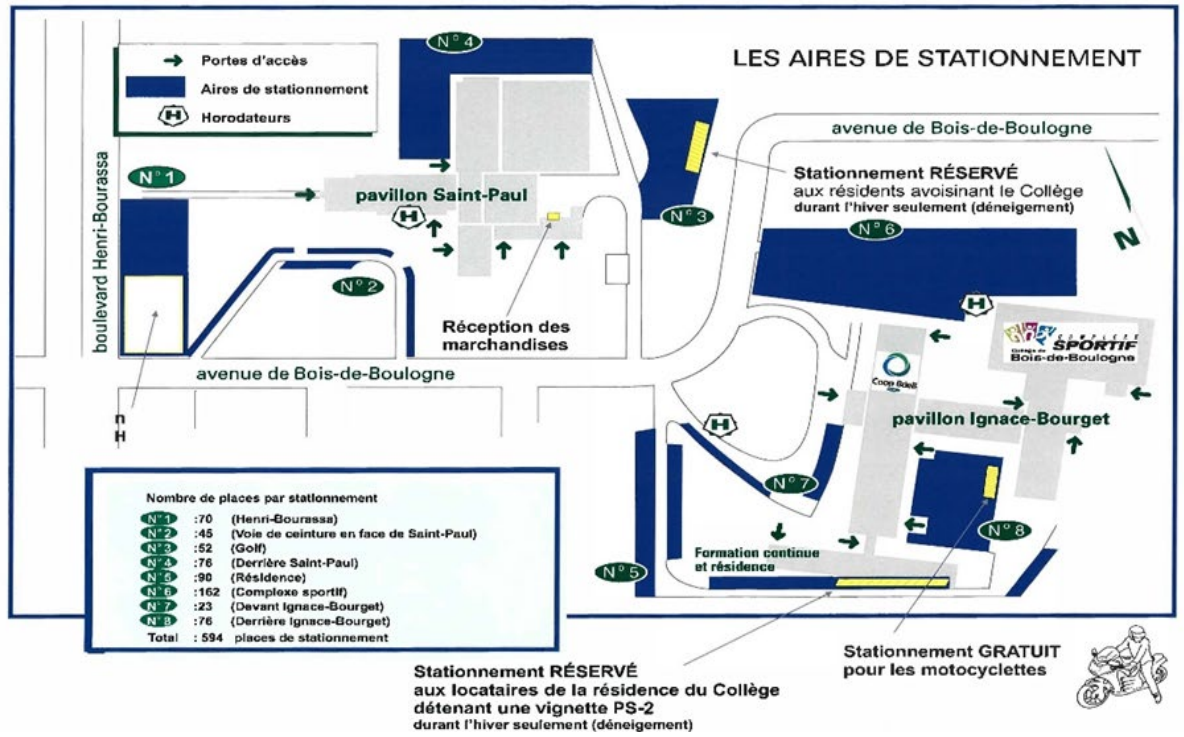 LES AIRES DE STATIONNEMENT
Portes d'accès
Aires de stationnement
H Horodateurs
N° 4
avenue de Bois-de-Boulogne
Stationnement RÉSERVÉ
aux résidents avoisinant le Collège
durant l'hiver seulement (déneigement)
N
N° 1
pavillon Saint-Paul
H
N° 3
N° 6
boulevard Henri-Bourassa
N° 2
Réception des
marchandises
H
COMPLEXE
SPORTIF
Collège de
Bois-de-Boulogne
Coop Bdeb
avenue de Bois-de-Boulogne
pavillon Ignace-Bourget
H
n
H
N° 7
N° 8
Formation continue
et résidence
N° 5
Nombre de places par stationnement
N° 1 :70 (Henri-Bourassa)
N° 2 :45 (Voie de ceinture en face de Saint-Paul)
N° 3 :52 (Golf)
N° 4 :76 (Derrière Saint-Paul)
N° 5 :90 (Résidence)
N° 6 :162 (Complexe sportif)
N° 7 :23 (Devant Ignace-Bourget)
N° 8 :76 (Derrière Ignace-Bourget)
Total : 594 places de stationnement
Stationnement GRATUIT
pour les motocyclettes
Stationnement RÉSERVÉ
aux locataires de la résidence du Collège
détenant une vignette PS-2
durant l'hiver seulement (déneigement)